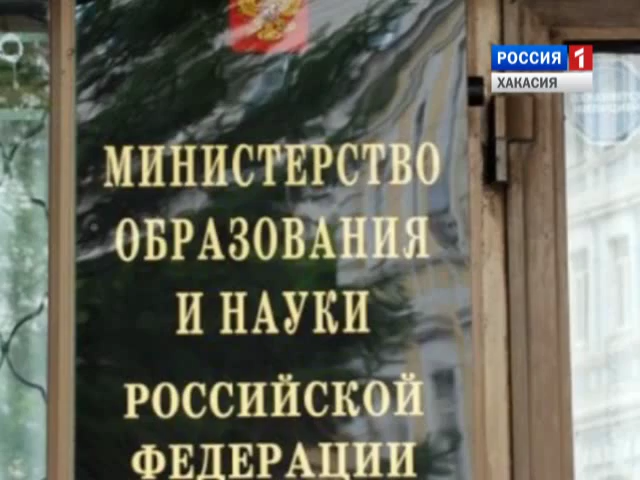 РОССИЯ 1
ХАКАСИЯ
МИНИСТЕРСТВО
ОБРАЗОВАНИЯ
И НАУКИ
РОССИЙСКОЙ
ФЕДЕРАЦИИ